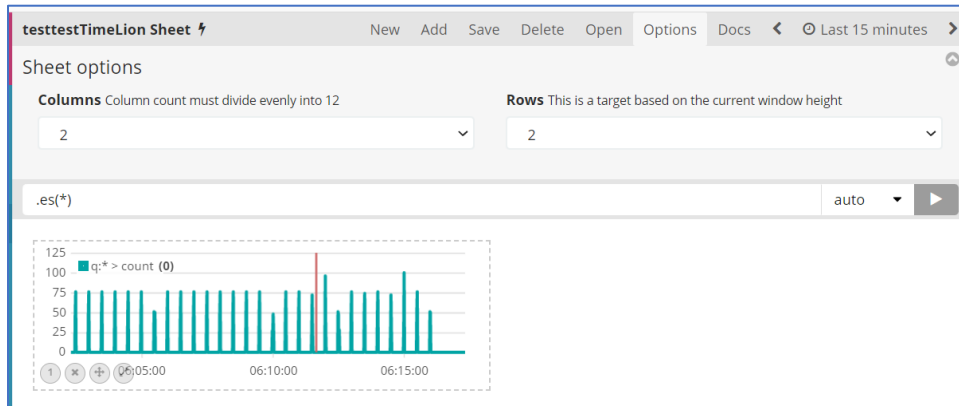 testtestTimeLion Sheet New Add Save Delete Open Options Docs Last 15 minutes
Sheet options
Columns Column count must divide evenly into 12
Rows This is a target based on the current window height
2
2
.es(*) auto
q:* > count (0)
125
100
75
50
25
0
1
06:05:00 06:10:00 06:15:00